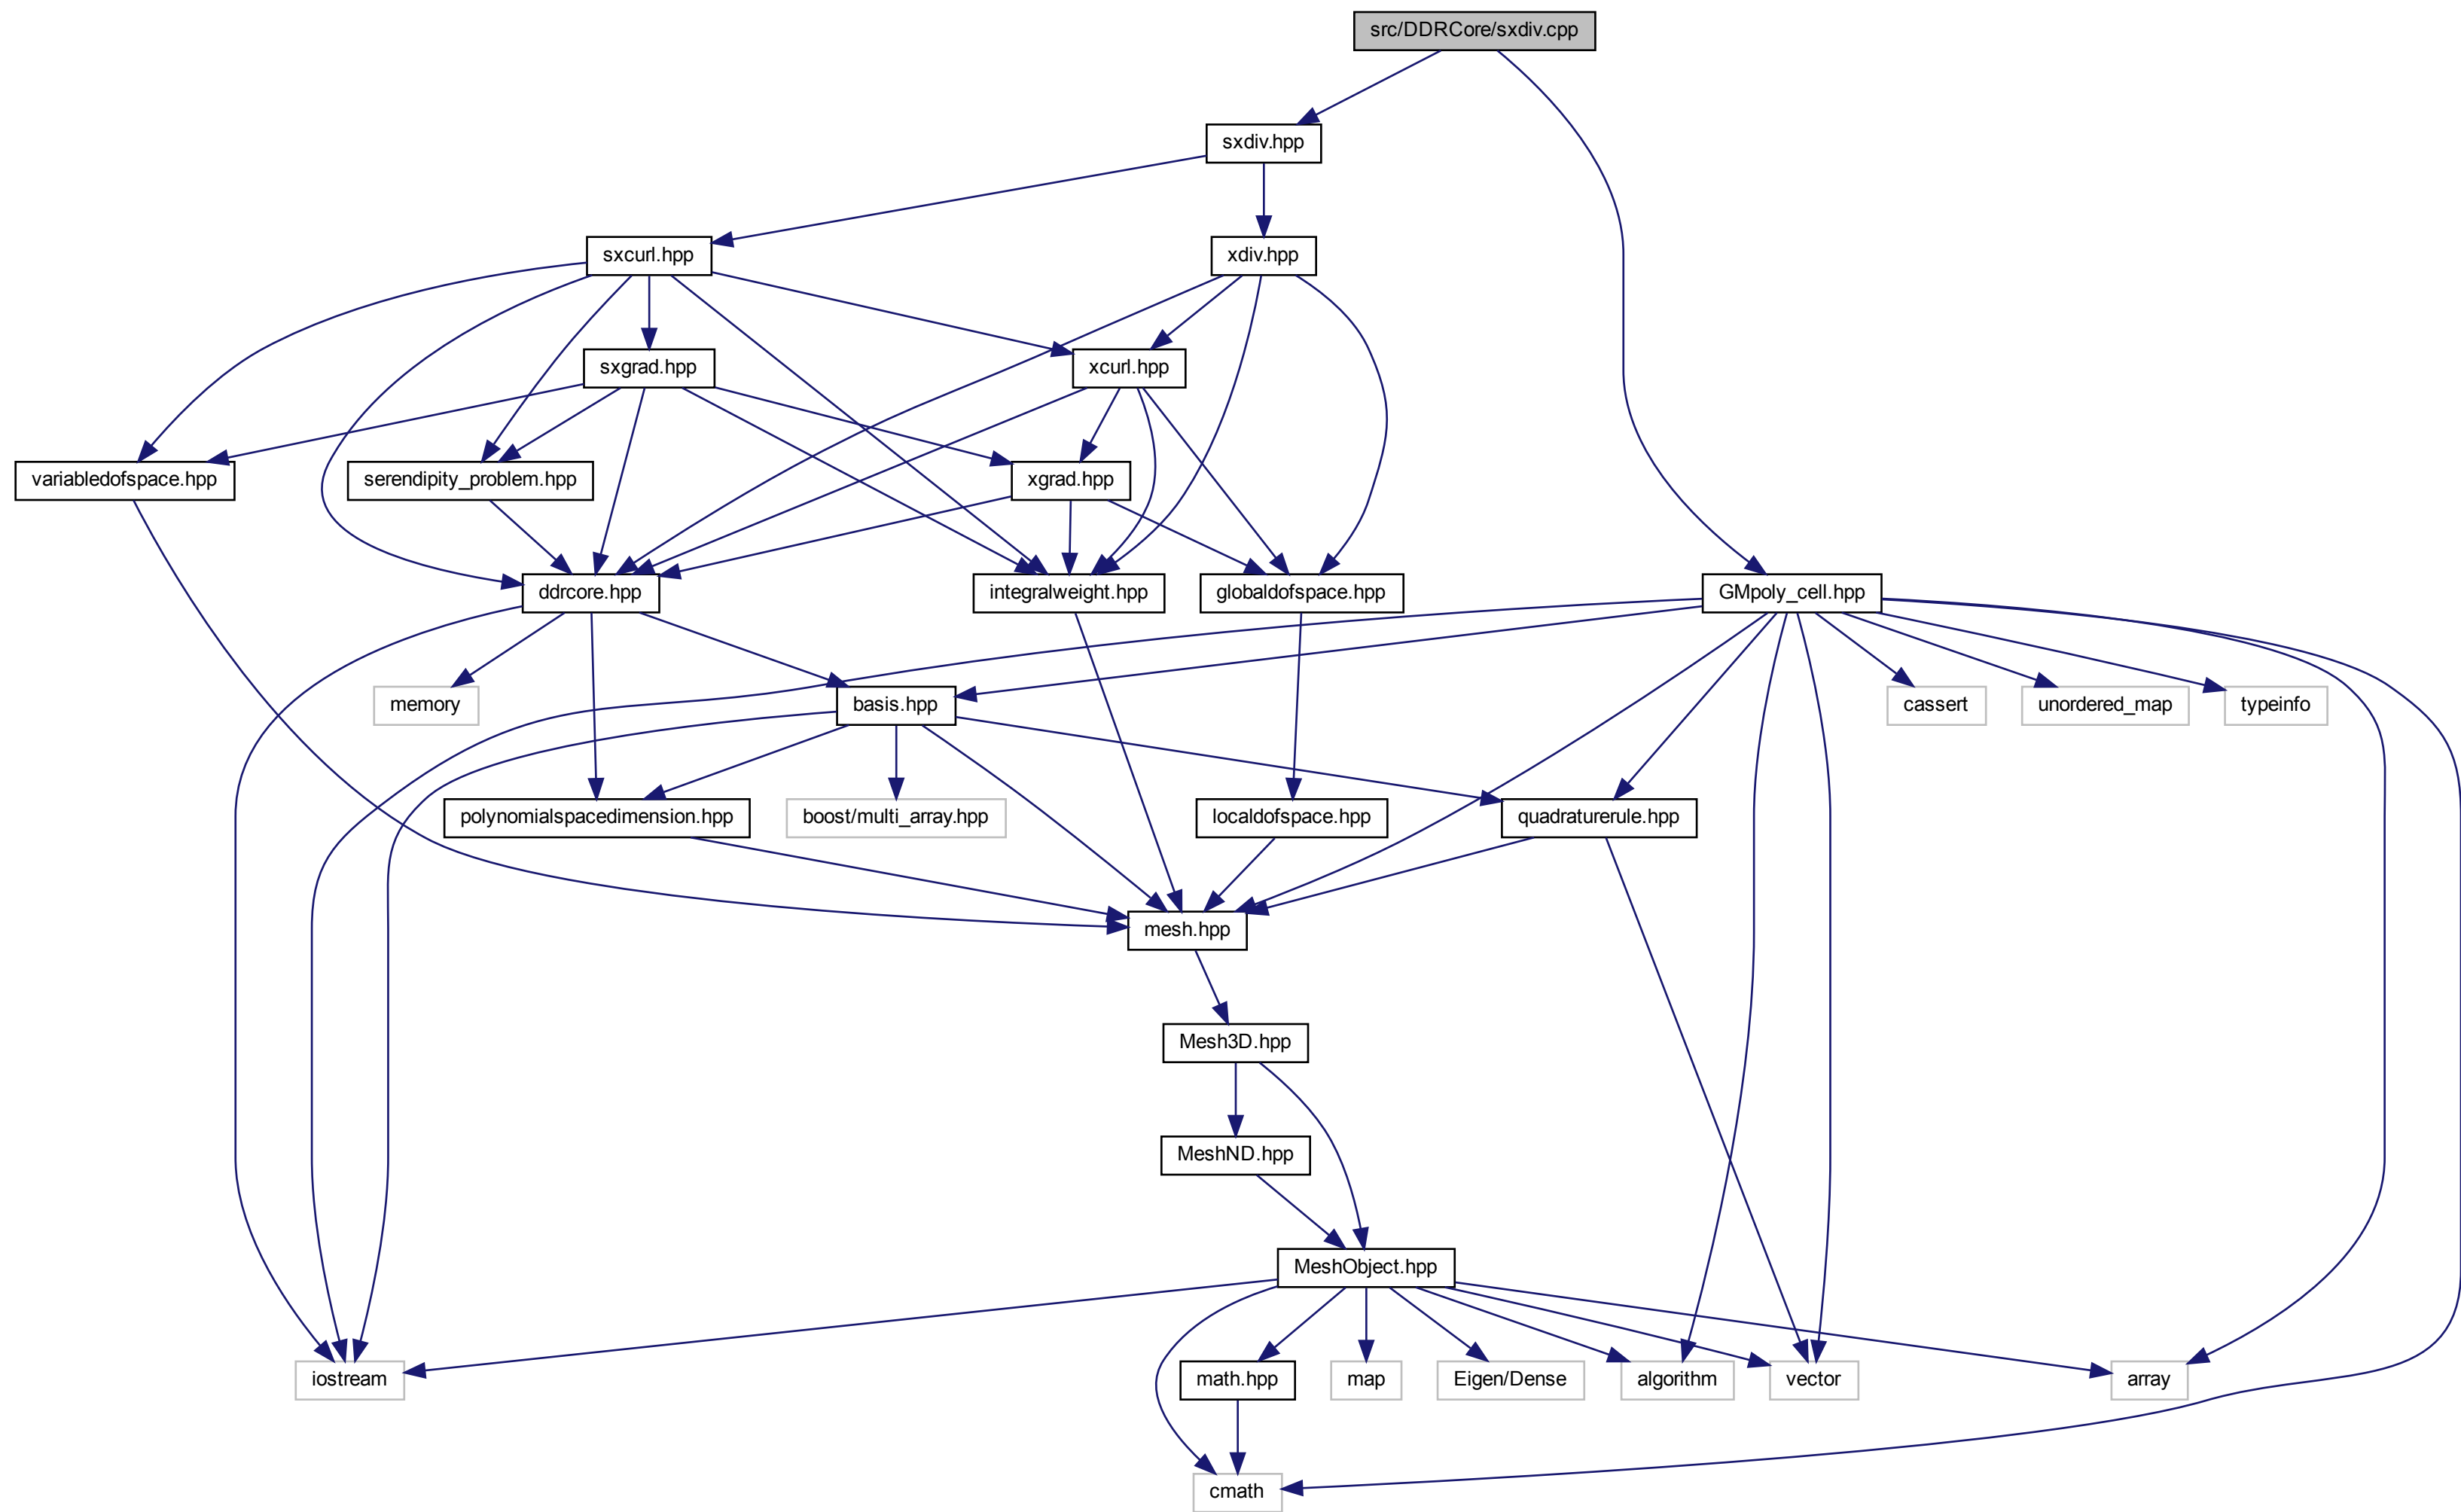 src/DDRCore/sxdiv.cpp
sxdiv.hpp
sxcurl.hpp
xdiv.hpp
sxgrad.hpp
xcurl.hpp
variabledofspace.hpp
serendipity_problem.hpp
xgrad.hpp
ddrcore.hpp
integralweight.hpp
globaldofspace.hpp
GMpoly_cell.hpp
memory
basis.hpp
cassert
unordered_map
typeinfo
polynomialspacedimension.hpp
boost/multi_array.hpp
localdofspace.hpp
quadraturerule.hpp
mesh.hpp
Mesh3D.hpp
MeshND.hpp
MeshObject.hpp
iostream
math.hpp
map
Eigen/Dense
algorithm
vector
array
cmath